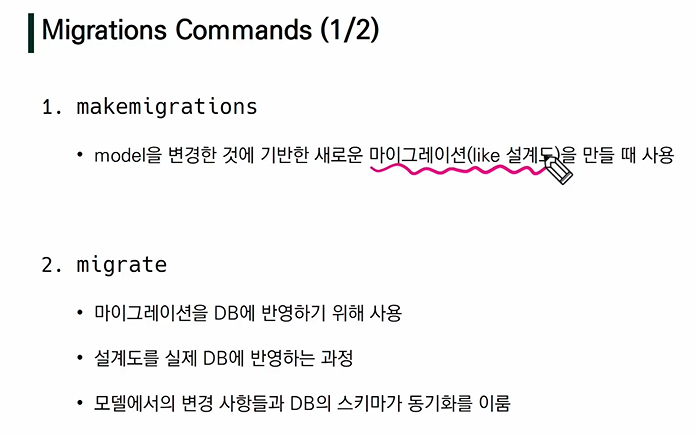 Migrations Commands (1/2)
1. makemigrations
• model을 변경한 것에 기반한 새로운 마이그레이션(like 설계도)을 만들 때 사용
2. migrate
• 마이그레이션을 DB에 반영하기 위해 사용
• 설계도를 실제 DB에 반영하는 과정
• 모델에서의 변경 사항들과 DB의 스키마가 동기화를 이룸